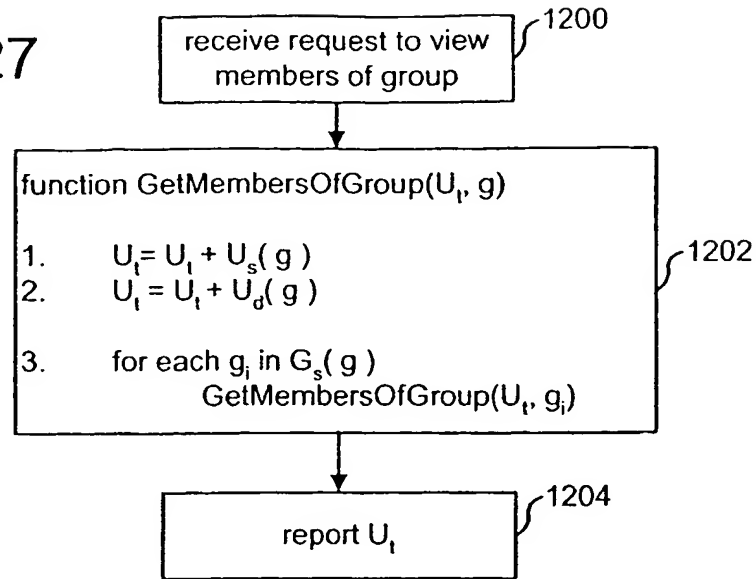 27
1200
receive request to view
members of group
function GetMembersOfGroup(Uₜ, g)
1. Uₜ= Uₜ + Uₛ( g )
2. Uₜ = Uₜ + U_d( g )
1202
3. for each gᵢ in Gₛ( g )
GetMembersOfGroup(Uₜ, gᵢ)
1204
report Uₜ